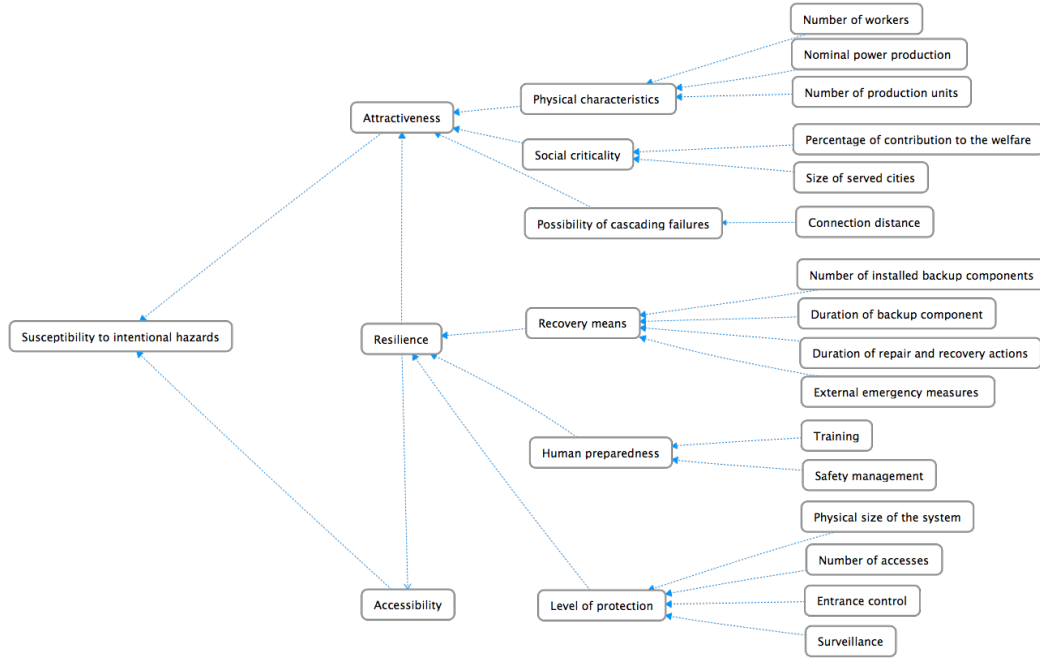 Number of workers
Nominal power production
Physical characteristics
Number of production units
Attractiveness
Percentage of contribution to the welfare
Social criticality
Size of served cities
Possibility of cascading failures
Connection distance
Number of installed backup components
Duration of backup component
Recovery means
Susceptibility to intentional hazards
Resilience
Duration of repair and recovery actions
External emergency measures
Training
Human preparedness
Safety management
Physical size of the system
Number of accesses
Accessibility
Level of protection
Entrance control
Surveillance